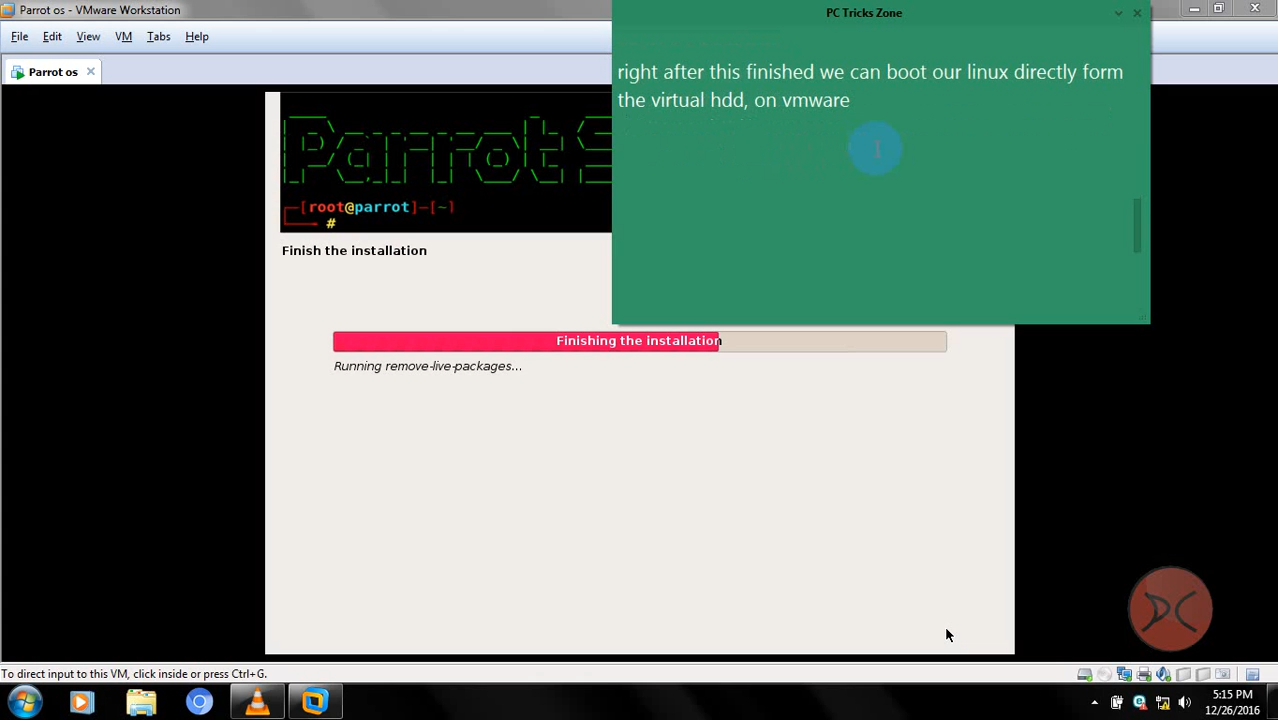 Parrot os - VMware Workstation
File Edit View VM Tabs Help
Parrot os
PC Tricks Zone
right after this finished we can boot our linux directly form
the virtual hdd, on vmware
Parrot S
[root@parrot]-[~]
#
Finish the installation
Finishing the installation
Running remove-live-packages...
DC
To direct input to this VM, click inside or press Ctrl+G.
5:15 PM
12/26/2016